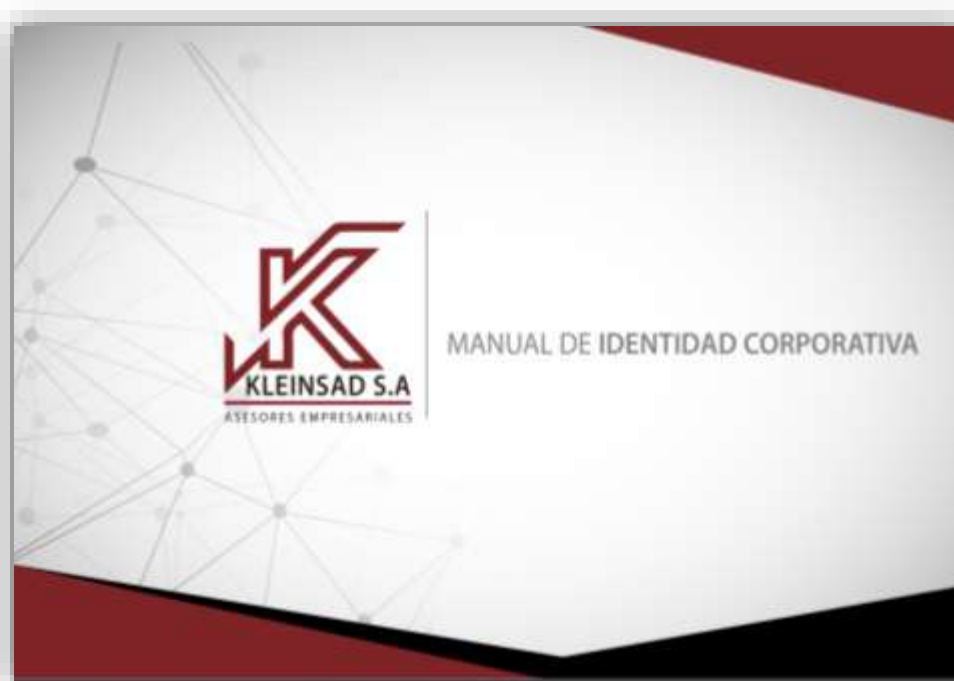 KLEINSAD S.A
ASESORES EMPRESARIALES
MANUAL DE IDENTIDAD CORPORATIVA